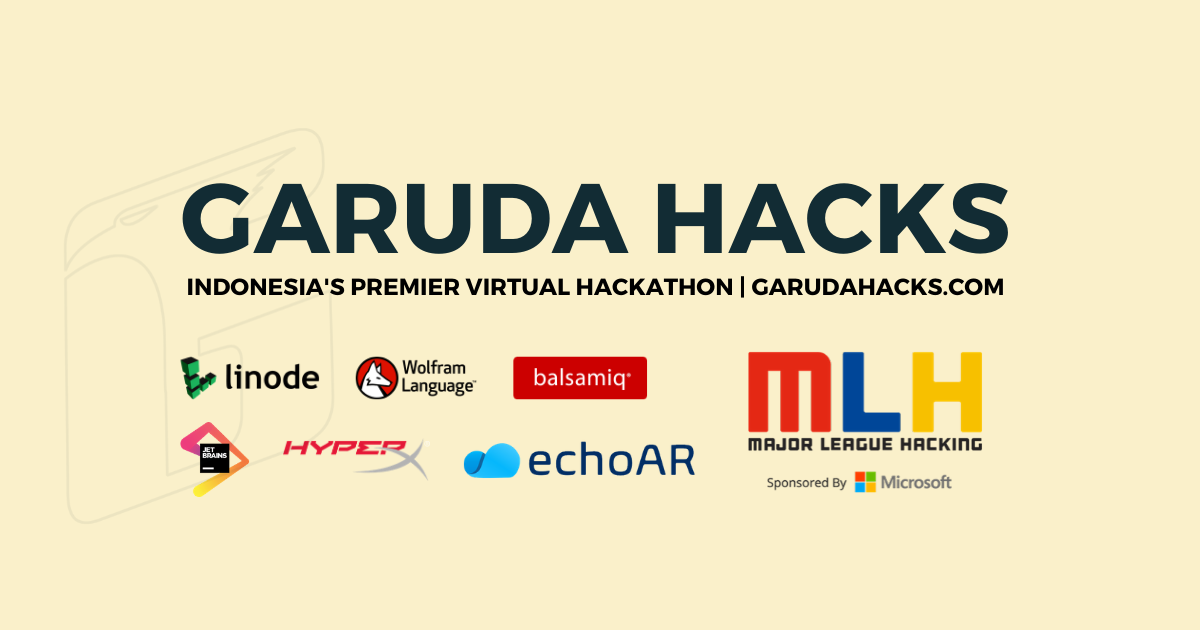 GARUDA HACKS
INDONESIA'S PREMIER VIRTUAL HACKATHON | GARUDAHACKS.COM
linode
Wolfram
Language™
balsamiq®
MLH
MAJOR LEAGUE HACKING
JET
BRAINS
HYPERX
echoAR
Sponsored By Microsoft